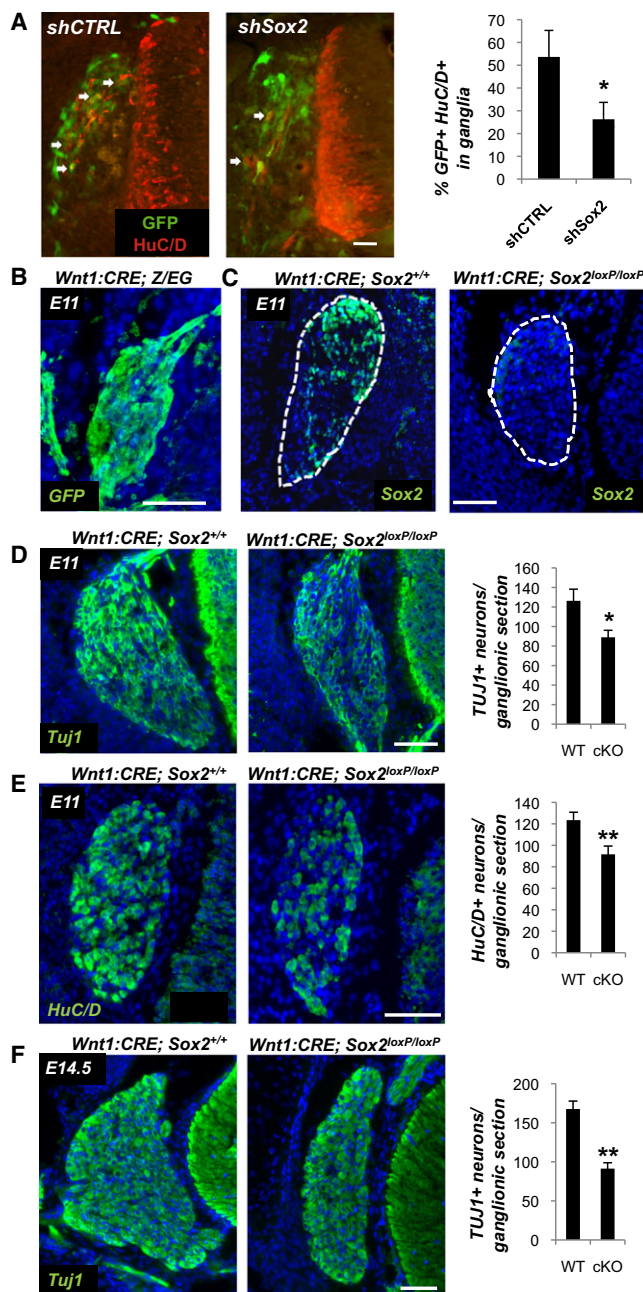 A
shCTRL
shSox2
GFP
HuC/D
% GFP+ HuC/D+
in ganglia
70
60
50
40
30
20
10
0
*
shCTRL
shSox2
B
Wnt1:CRE; Z/EG
E11
GFP
C
Wnt1:CRE; Sox2+/+
Wnt1:CRE; Sox2loxP/loxP
E11
Sox2
Sox2
D
Wnt1:CRE; Sox2+/+
Wnt1:CRE; Sox2loxP/loxP
E11
Tuj1
TUJ1+ neurons/
ganglionic section
160
140
120
100
80
60
40
20
0
*
WT cKO
E
Wnt1:CRE; Sox2+/+
Wnt1:CRE; Sox2loxP/loxP
E11
HuC/D
HuC/D+ neurons/
ganglionic section
140
120
100
80
60
40
20
0
**
WT cKO
F
Wnt1:CRE; Sox2+/+
Wnt1:CRE; Sox2loxP/loxP
E14.5
Tuj1
TUJ1+ neurons/
ganglionic section
200
150
100
50
0
**
WT cKO